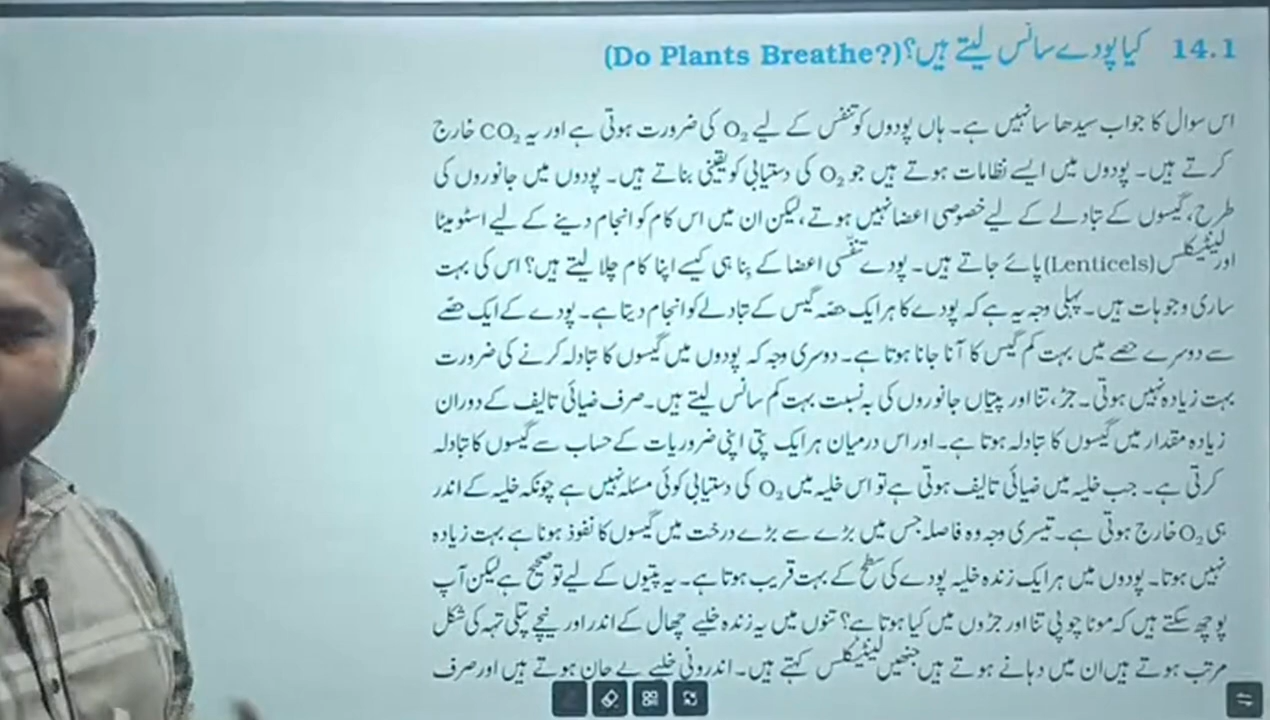 14.1 کیا پودے سانس لیتے ہیں؟ (Do Plants Breathe?)
اس سوال کا جواب سیدھا سا نہیں ہے۔ ہاں پودوں کو تنفس کے لیے O₂ کی ضرورت ہوتی ہے اور یہ CO₂ خارج
کرتے ہیں۔ پودوں میں ایسے نظامات ہوتے ہیں جو O₂ کی دستیابی کو یقینی بناتے ہیں۔ پودوں میں جانوروں کی
طرح، گیسوں کے تبادلے کے لیے خصوصی اعضا نہیں ہوتے، لیکن ان میں اس کام کو انجام دینے کے لیے اسٹومیٹا
اور لینٹیکلس (Lenticels) پائے جاتے ہیں۔ پودے تنفّسی اعضا کے بِنا ہی کیسے اپنا کام چلا لیتے ہیں؟ اس کی بہت
ساری وجوہات ہیں۔ پہلی وجہ یہ ہے کہ پودے کا ہر ایک حصّہ گیس کے تبادلے کو انجام دیتا ہے۔ پودے کے ایک حصّے
سے دوسرے حصے میں بہت کم گیس کا آنا جانا ہوتا ہے۔ دوسری وجہ کہ پودوں میں گیسوں کا تبادلہ کرنے کی ضرورت
بہت زیادہ نہیں ہوتی۔ جڑ، تنا اور پتیاں جانوروں کی بہ نسبت بہت کم سانس لیتے ہیں۔ صرف ضیائی تالیف کے دوران
زیادہ مقدار میں گیسوں کا تبادلہ ہوتا ہے۔ اور اس درمیان ہر ایک پتی اپنی ضروریات کے حساب سے گیسوں کا تبادلہ
کرتی ہے۔ جب خلیہ میں ضیائی تالیف ہوتی ہے تو اس خلیہ میں O₂ کی دستیابی کوئی مسئلہ نہیں ہے چونکہ خلیہ کے اندر
ہی O₂ خارج ہوتی ہے۔ تیسری وجہ وہ فاصلہ جس میں بڑے سے بڑے درخت میں گیسوں کا نفوذ ہونا ہے بہت زیادہ
نہیں ہوتا۔ پودوں میں ہر ایک زندہ خلیہ پودے کی سطح کے بہت قریب ہوتا ہے۔ یہ پتیوں کے لیے تو صحیح ہے لیکن آپ
پوچھ سکتے ہیں کہ موٹا چوبی تنا اور جڑوں میں کیا ہوتا ہے؟ تنوں میں یہ زندہ خلیے چھال کے اندر اور نیچے پتلی تہہ کی شکل
مرتب ہوتے ہیں ان میں دہانے ہوتے ہیں جنھیں لینٹیکلس کہتے ہیں۔ اندرونی خلیے بے جان ہوتے ہیں اور صرف